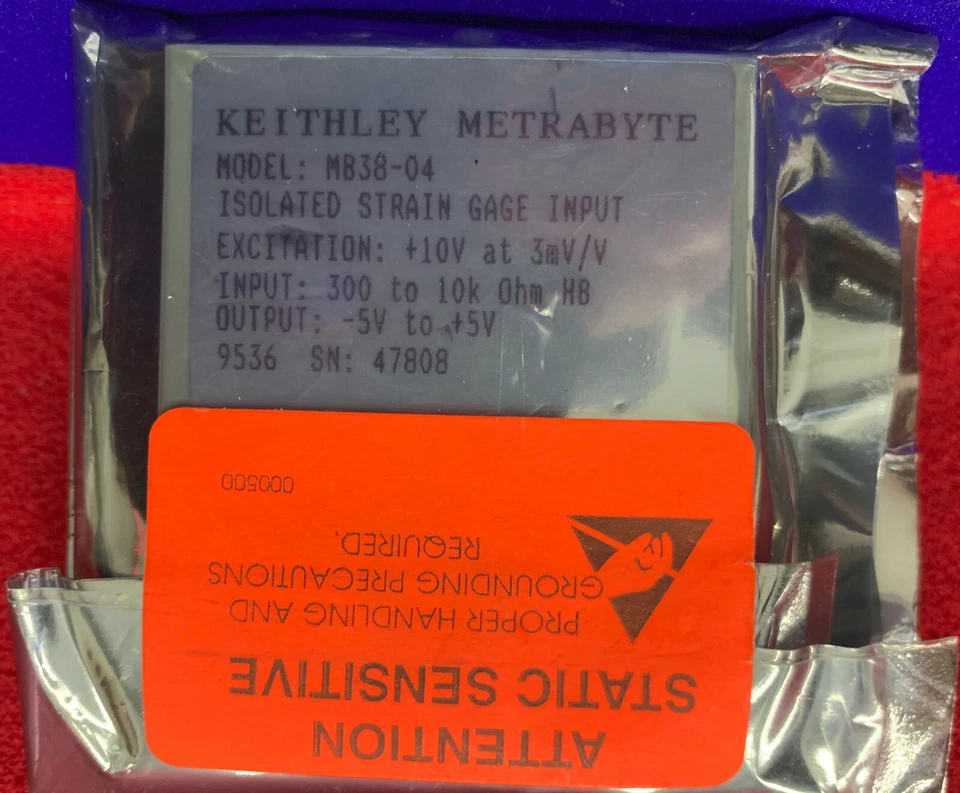 KEITHLEY METRABYTE
MODEL: MB38-04
ISOLATED STRAIN GAGE INPUT
EXCITATION: +10V at 3mV/V
INPUT: 300 to 10k Ohm HB
OUTPUT: -5V to +5V
9536 SN: 47808
ATTENTION
STATIC SENSITIVE
PROPER HANDLING AND
GROUNDING PRECAUTIONS
REQUIRED.
000500